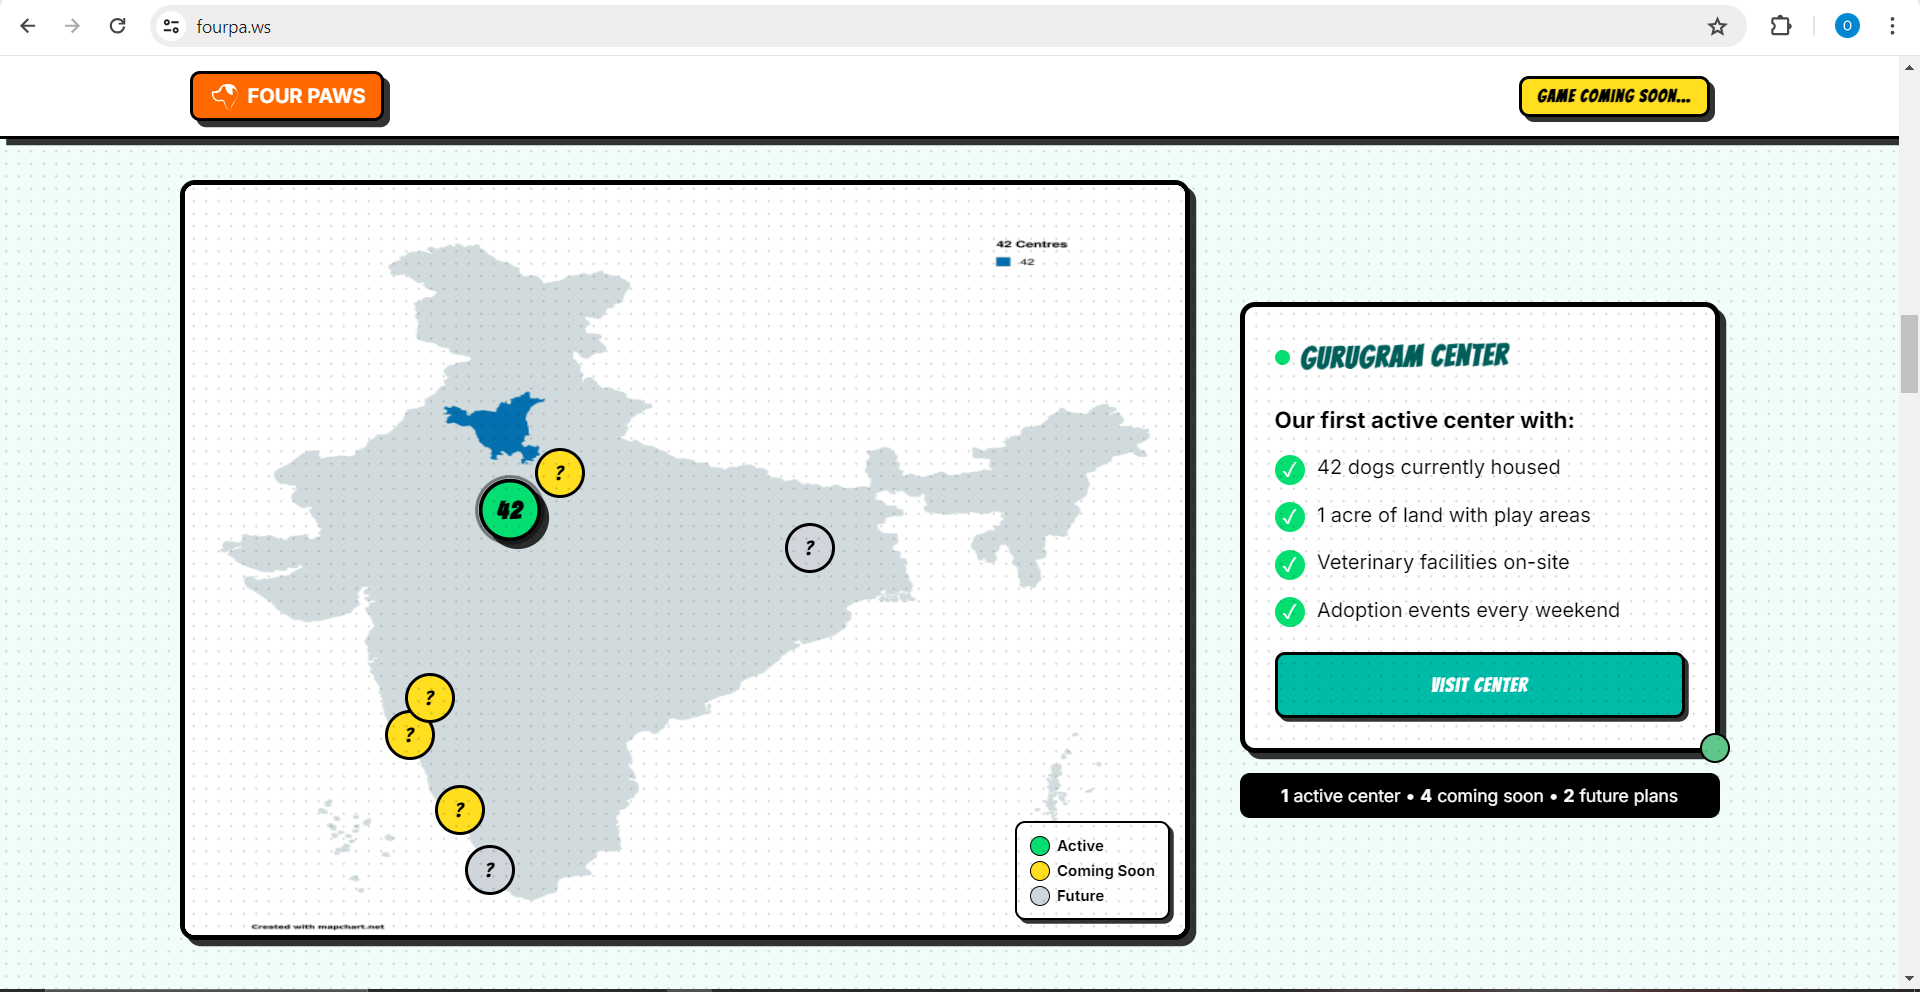 fourpa.ws
O
FOUR PAWS
GAME COMING SOON...
42 Centres
42
?
42
?
?
?
?
?
Active
Coming Soon
Future
Created with mapchart.net
GURUGRAM CENTER
Our first active center with:
42 dogs currently housed
1 acre of land with play areas
Veterinary facilities on-site
Adoption events every weekend
VISIT CENTER
1 active center • 4 coming soon • 2 future plans